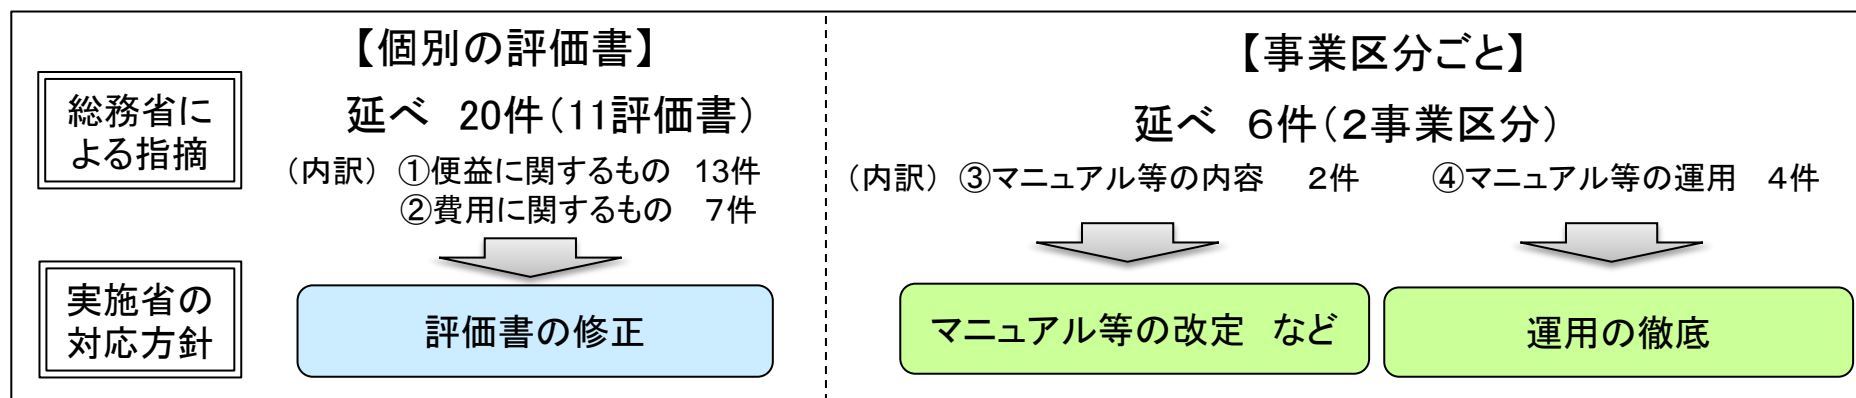 総務省に
よる指摘
【個別の評価書】
延べ 20件(11評価書)
(内訳) ①便益に関するもの 13件
②費用に関するもの 7件
【事業区分ごと】
延べ 6件(2事業区分)
(内訳) ③マニュアル等の内容 2件 ④マニュアル等の運用 4件
実施省の
対応方針
評価書の修正
マニュアル等の改定 など
運用の徹底